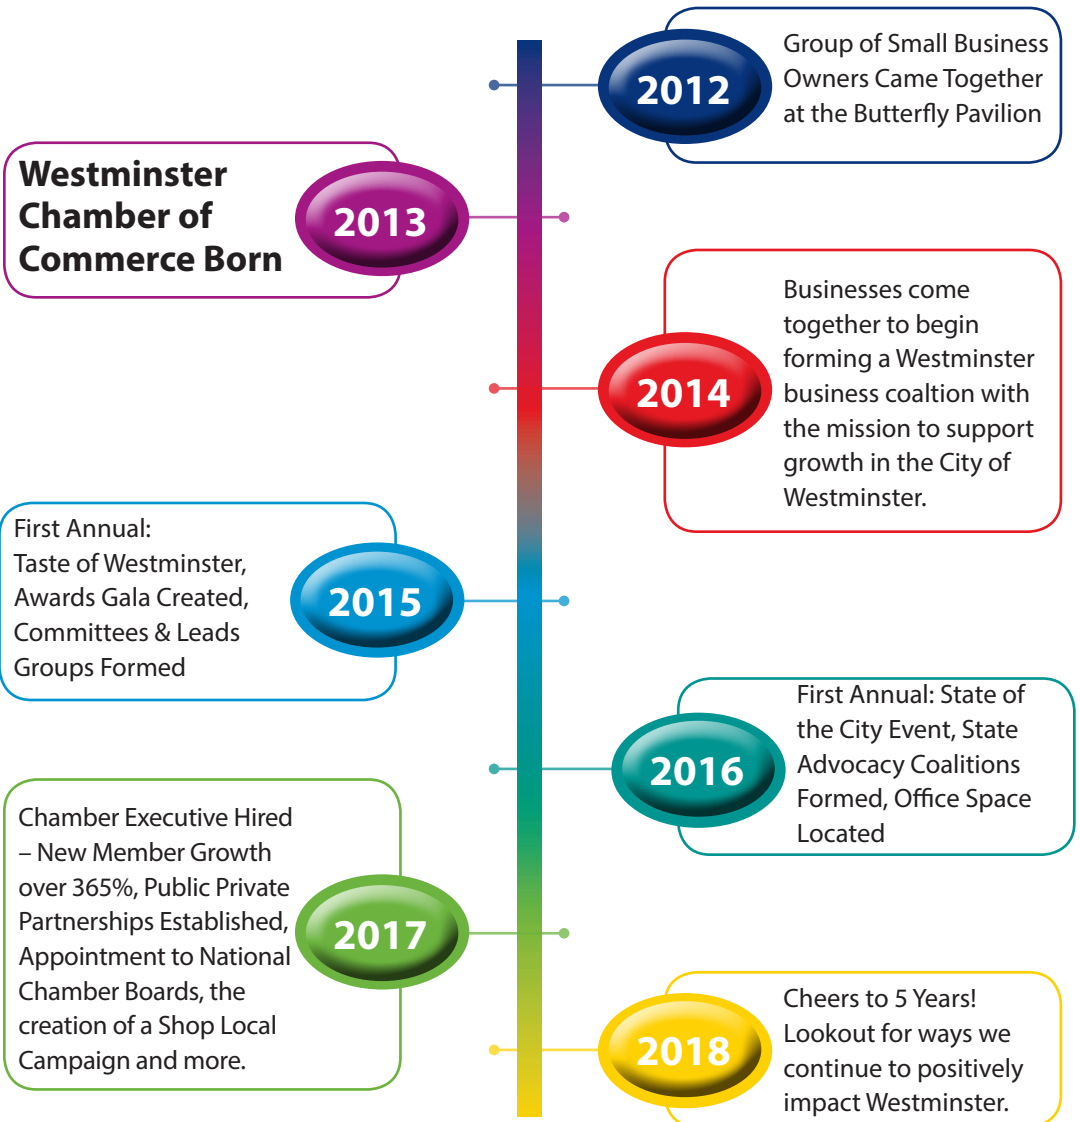 2012
Group of Small Business
Owners Came Together
at the Butterfly Pavilion
Westminster
Chamber of
Commerce Born
2013
2014
Businesses come
together to begin
forming a Westminster
business coaltion with
the mission to support
growth in the City of
Westminster.
First Annual:
Taste of Westminster,
Awards Gala Created,
Committees & Leads
Groups Formed
2015
2016
First Annual: State of
the City Event, State
Advocacy Coalitions
Formed, Office Space
Located
Chamber Executive Hired
– New Member Growth
over 365%, Public Private
Partnerships Established,
Appointment to National
Chamber Boards, the
creation of a Shop Local
Campaign and more.
2017
2018
Cheers to 5 Years!
Lookout for ways we
continue to positively
impact Westminster.